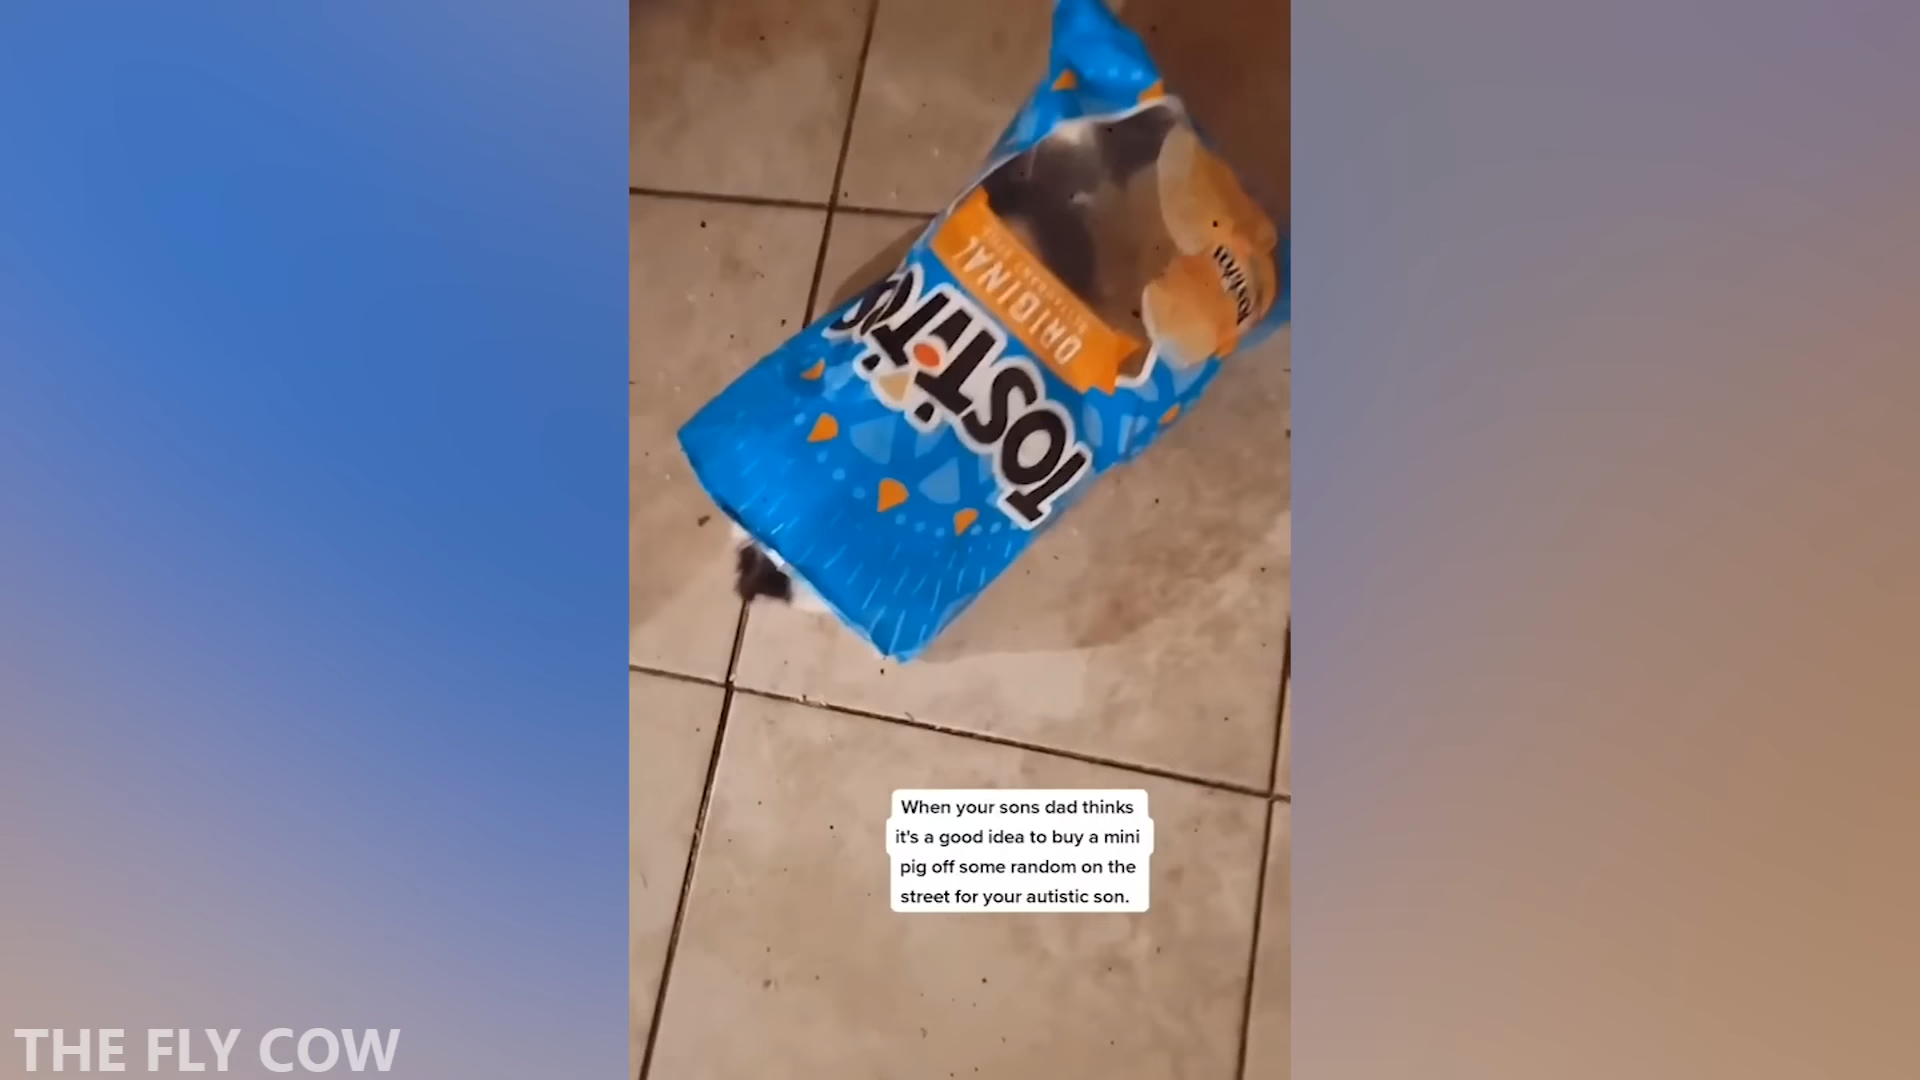 ORIGINAL
TOSTITOS
Tostitos
When your sons dad thinks
it's a good idea to buy a mini
pig off some random on the
street for your autistic son.
THE FLY COW